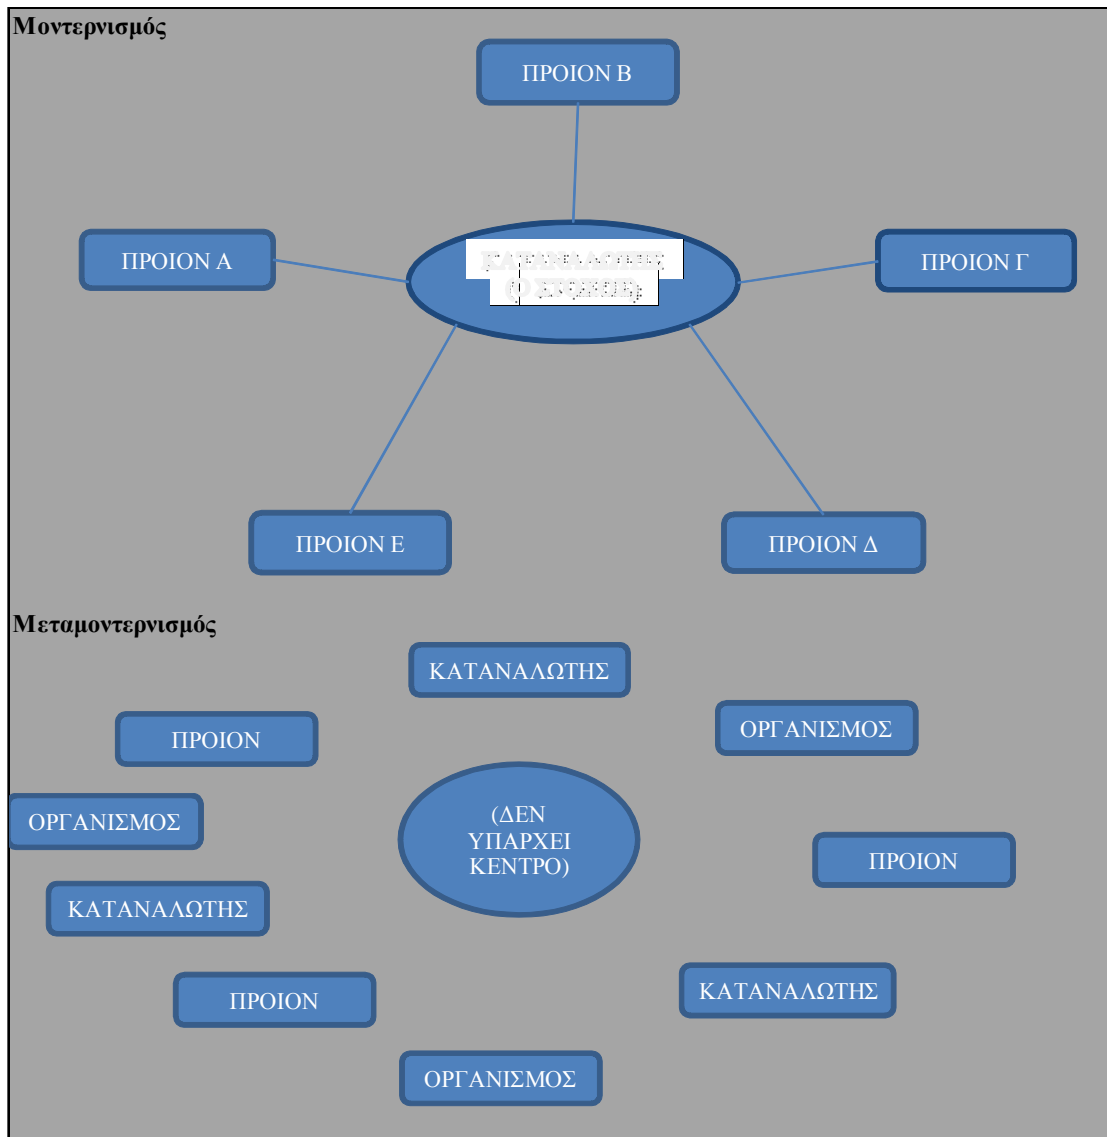 Μοντερνισμός
ΠΡΟΙΟΝ Β
ΠΡΟΙΟΝ Α
ΚΑΤΑΝΑΛΩΤΗΣ
ΠΡΟΙΟΝ Γ
ΠΡΟΙΟΝ Ε
ΠΡΟΙΟΝ Δ
Μεταμοντερνισμός
ΚΑΤΑΝΑΛΩΤΗΣ
ΟΡΓΑΝΙΣΜΟΣ
ΠΡΟΙΟΝ
ΟΡΓΑΝΙΣΜΟΣ
(ΔΕΝ
ΥΠΑΡΧΕΙ
ΚΕΝΤΡΟ)
ΠΡΟΙΟΝ
ΚΑΤΑΝΑΛΩΤΗΣ
ΠΡΟΙΟΝ
ΚΑΤΑΝΑΛΩΤΗΣ
ΟΡΓΑΝΙΣΜΟΣ